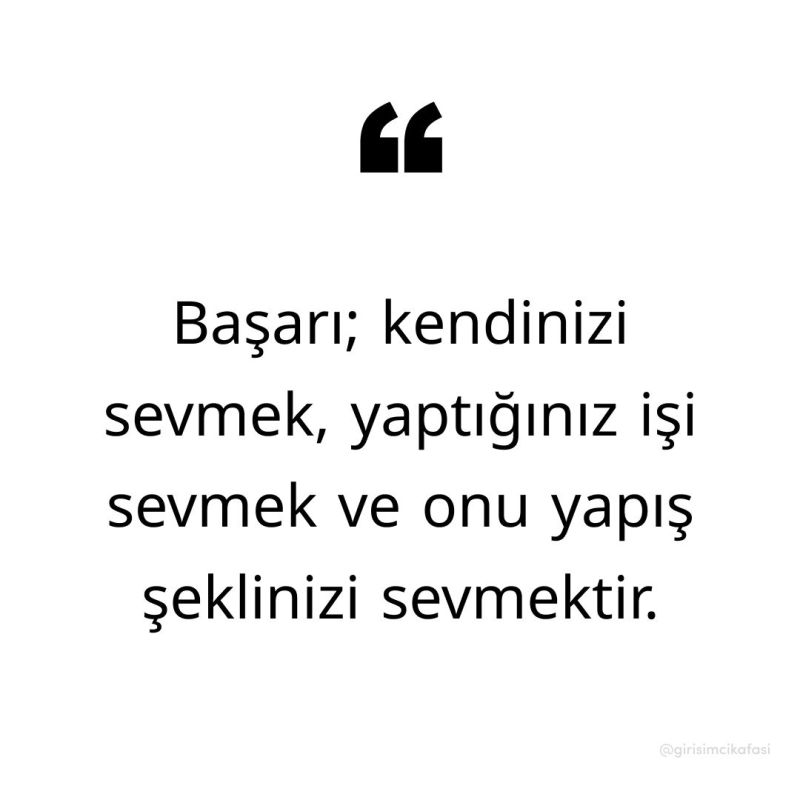 “
Başarı; kendinizi
sevmek, yaptığınız işi
sevmek ve onu yapış
şeklinizi sevmektir.
@girisimcikafasi